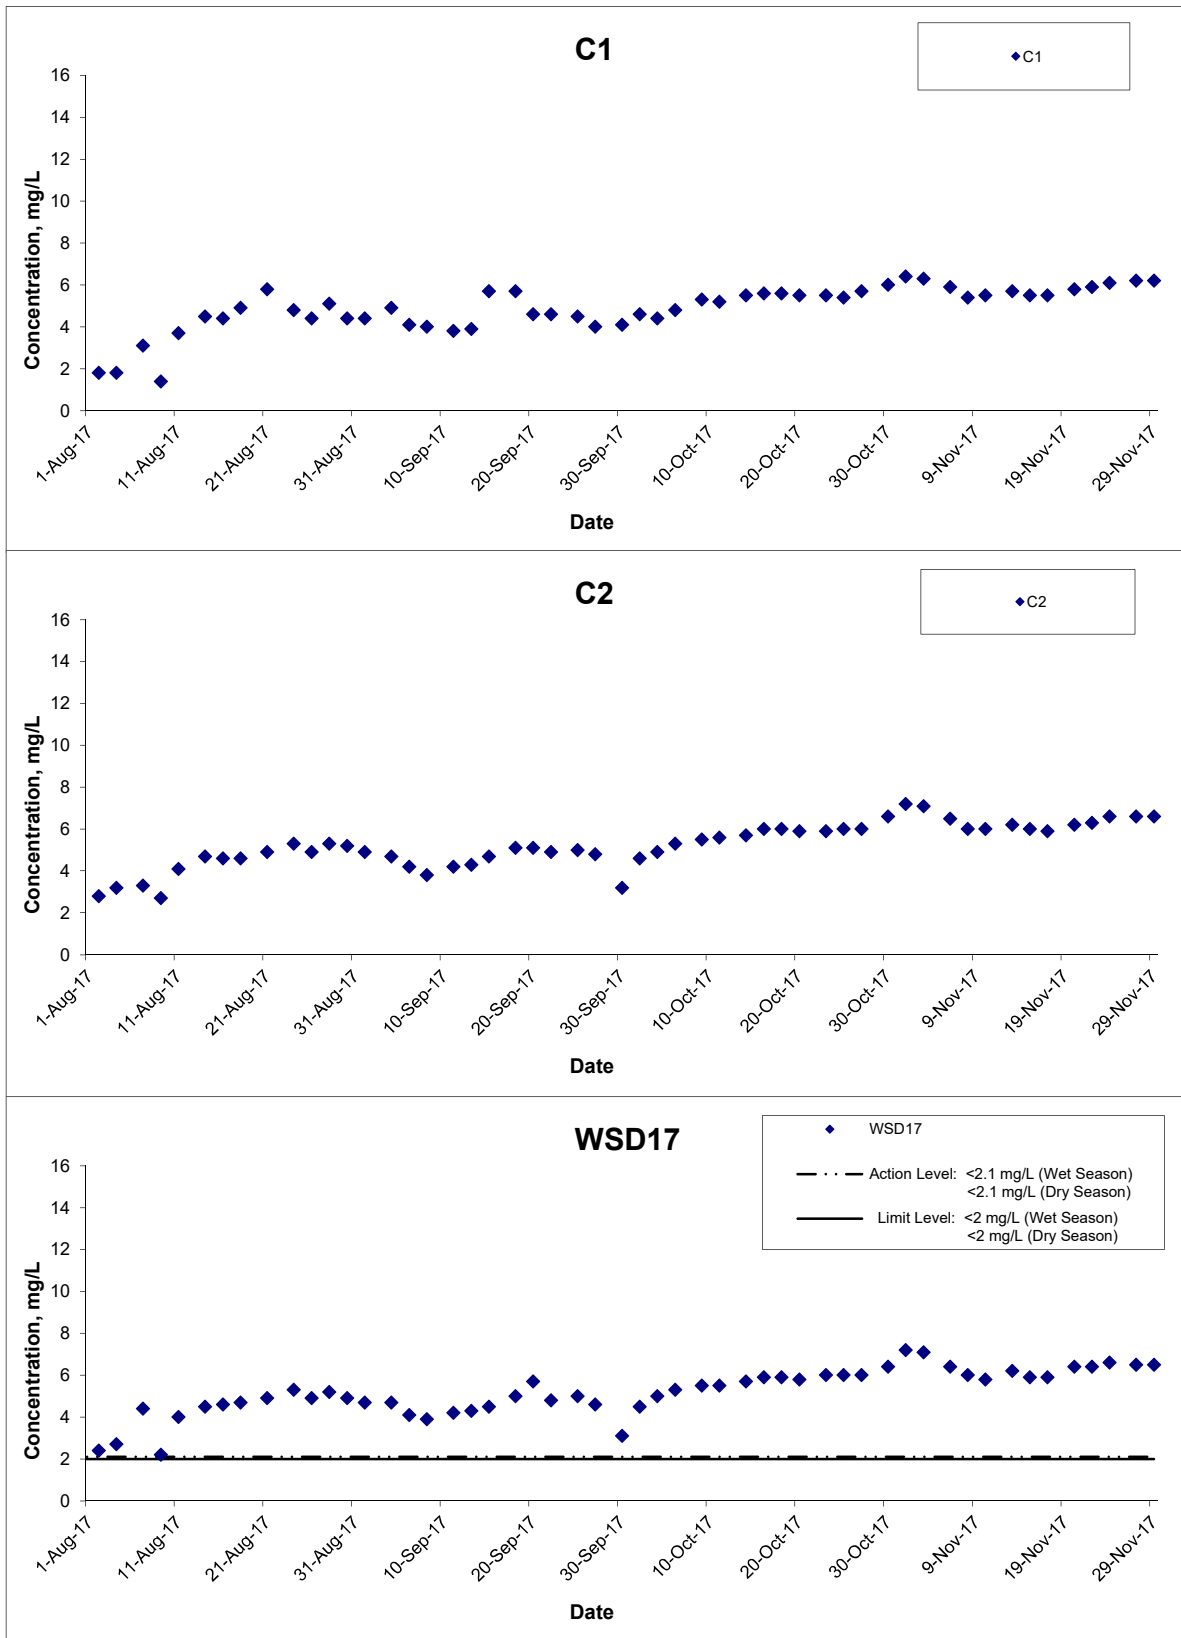 C1
C1
Concentration, mg/L
16
14
12
10
8
6
4
2
0
1-Aug-17
11-Aug-17
21-Aug-17
31-Aug-17
10-Sep-17
20-Sep-17
30-Sep-17
10-Oct-17
20-Oct-17
30-Oct-17
9-Nov-17
19-Nov-17
29-Nov-17
Date
C2
C2
Concentration, mg/L
16
14
12
10
8
6
4
2
0
1-Aug-17
11-Aug-17
21-Aug-17
31-Aug-17
10-Sep-17
20-Sep-17
30-Sep-17
10-Oct-17
20-Oct-17
30-Oct-17
9-Nov-17
19-Nov-17
29-Nov-17
Date
WSD17
WSD17
Action Level: <2.1 mg/L (Wet Season)
<2.1 mg/L (Dry Season)
Limit Level: <2 mg/L (Wet Season)
<2 mg/L (Dry Season)
Concentration, mg/L
16
14
12
10
8
6
4
2
0
1-Aug-17
11-Aug-17
21-Aug-17
31-Aug-17
10-Sep-17
20-Sep-17
30-Sep-17
10-Oct-17
20-Oct-17
30-Oct-17
9-Nov-17
19-Nov-17
29-Nov-17
Date